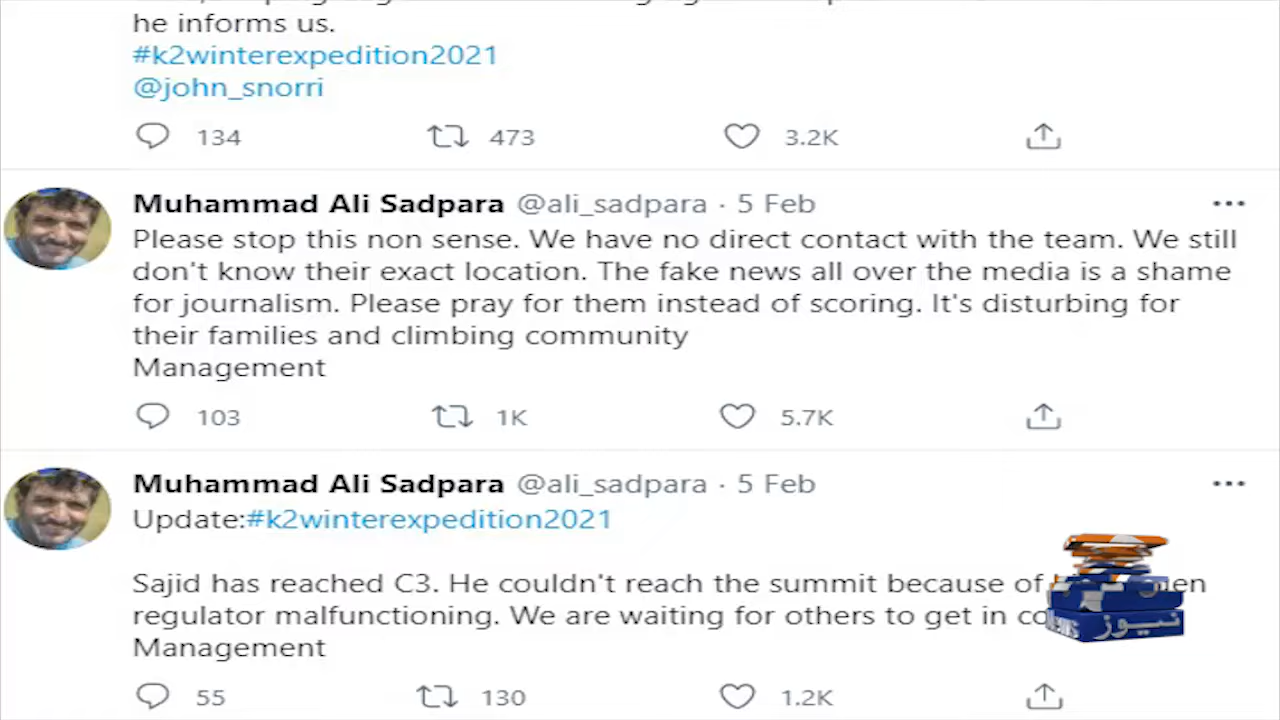 he informs us.
#k2winterexpedition2021
@john_snorri
134 473 3.2K
Muhammad Ali Sadpara @ali_sadpara · 5 Feb
Please stop this non sense. We have no direct contact with the team. We still
don't know their exact location. The fake news all over the media is a shame
for journalism. Please pray for them instead of scoring. It's disturbing for
their families and climbing community
Management
103 1K 5.7K
Muhammad Ali Sadpara @ali_sadpara · 5 Feb
Update:#k2winterexpedition2021
Sajid has reached C3. He couldn't reach the summit because of
regulator malfunctioning. We are waiting for others to get in
Management
نیوز
55 130 1.2K